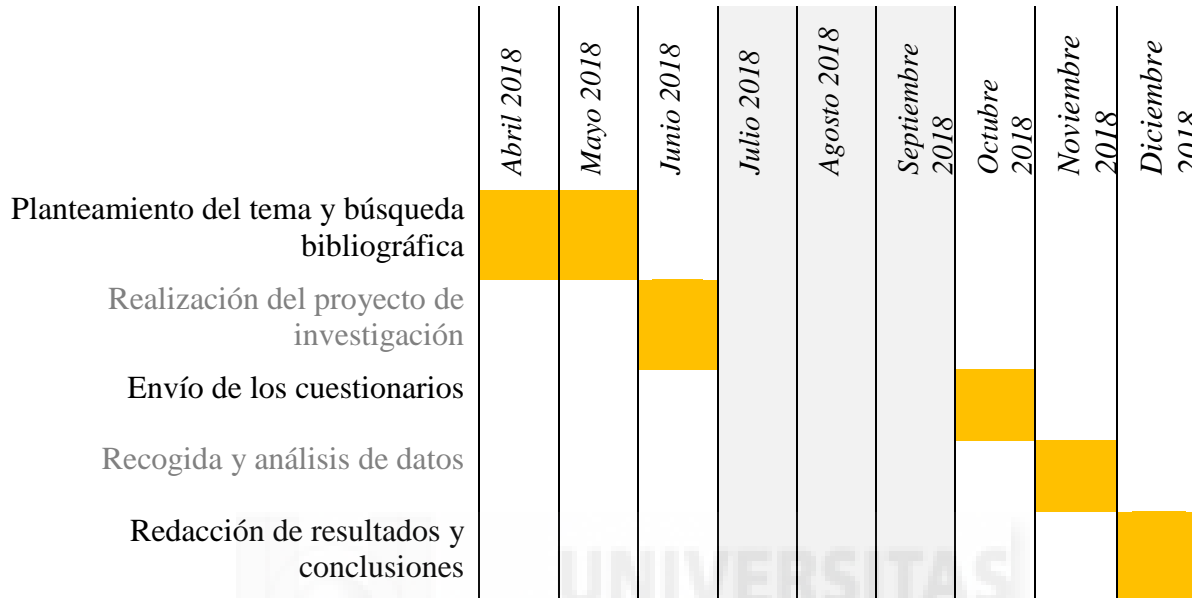 Abril 2018
Mayo 2018
Junio 2018
Julio 2018
Agosto 2018
Septiembre
2018
Octubre
2018
Noviembre
2018
Diciembre
2018
Planteamiento del tema y búsqueda
bibliográfica
Realización del proyecto de
investigación
Envío de los cuestionarios
Recogida y análisis de datos
Redacción de resultados y
conclusiones
UNIVERSITAS